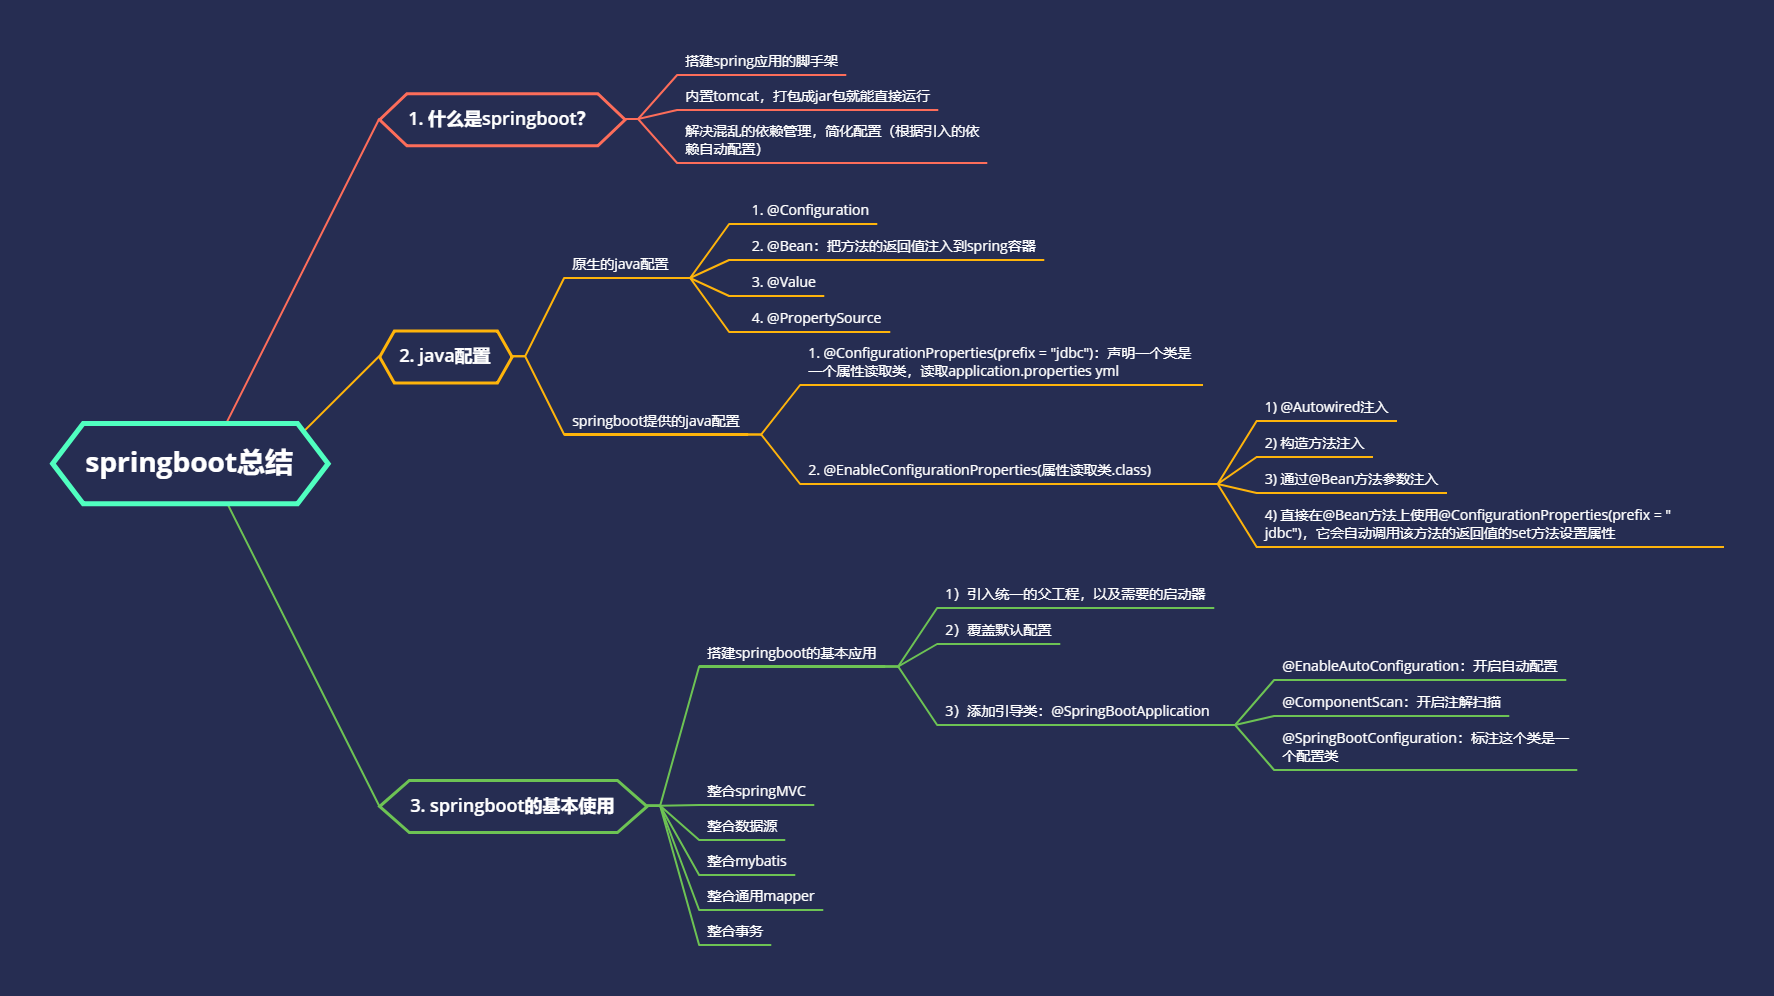 springboot总结
1. 什么是springboot？
搭建spring应用的脚手架
内置tomcat，打包成jar包就能直接运行
解决混乱的依赖管理，简化配置（根据引入的依
赖自动配置）
2. java配置
原生的java配置
1. @Configuration
2. @Bean：把方法的返回值注入到spring容器
3. @Value
4. @PropertySource
springboot提供的java配置
1. @ConfigurationProperties(prefix = "jdbc")：声明一个类是
一个属性读取类，读取application.properties yml
2. @EnableConfigurationProperties(属性读取类.class)
1) @Autowired注入
2) 构造方法注入
3) 通过@Bean方法参数注入
4) 直接在@Bean方法上使用@ConfigurationProperties(prefix = "
jdbc")，它会自动调用该方法的返回值的set方法设置属性
3. springboot的基本使用
搭建springboot的基本应用
1）引入统一的父工程，以及需要的启动器
2）覆盖默认配置
3）添加引导类：@SpringBootApplication
@EnableAutoConfiguration：开启自动配置
@ComponentScan：开启注解扫描
@SpringBootConfiguration：标注这个类是一
个配置类
整合springMVC
整合数据源
整合mybatis
整合通用mapper
整合事务